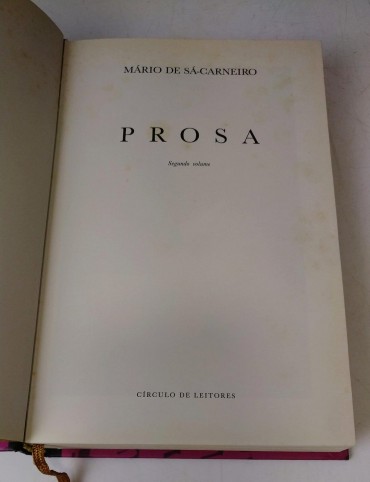 MÁRIO DE SÁ-CARNEIRO
PROSA
Segundo volume
CÍRCULO DE LEITORES